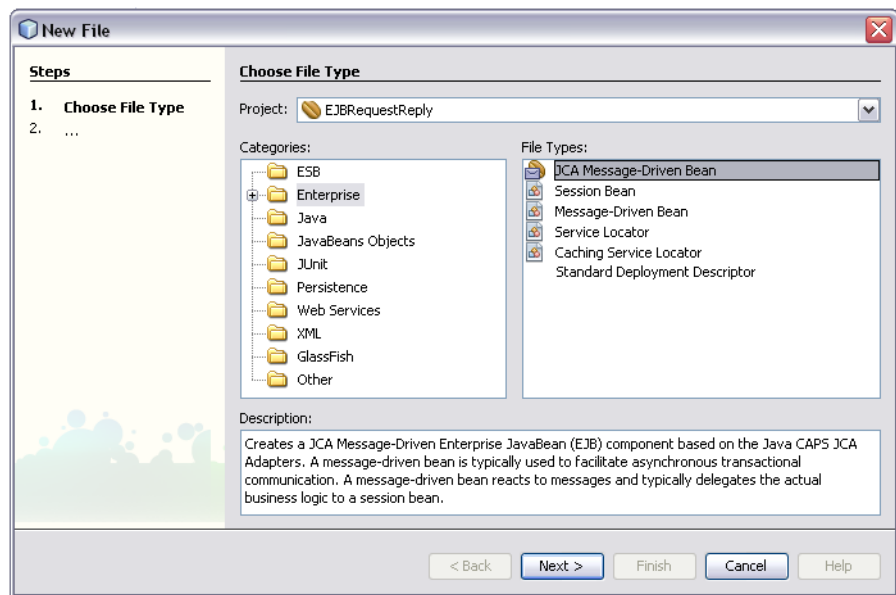 New File
Steps
1. Choose File Type
2. ...
Choose File Type
Project: EJBRequestReply
Categories:
ESB
Enterprise
Java
JavaBeans Objects
JUnit
Persistence
Web Services
XML
GlassFish
Other
File Types:
JCA Message-Driven Bean
Session Bean
Message-Driven Bean
Service Locator
Caching Service Locator
Standard Deployment Descriptor
Description:
Creates a JCA Message-Driven Enterprise JavaBean (EJB) component based on the Java CAPS JCA
Adapters. A message-driven bean is typically used to facilitate asynchronous transactional
communication. A message-driven bean reacts to messages and typically delegates the actual
business logic to a session bean.
< Back Next > Finish Cancel Help